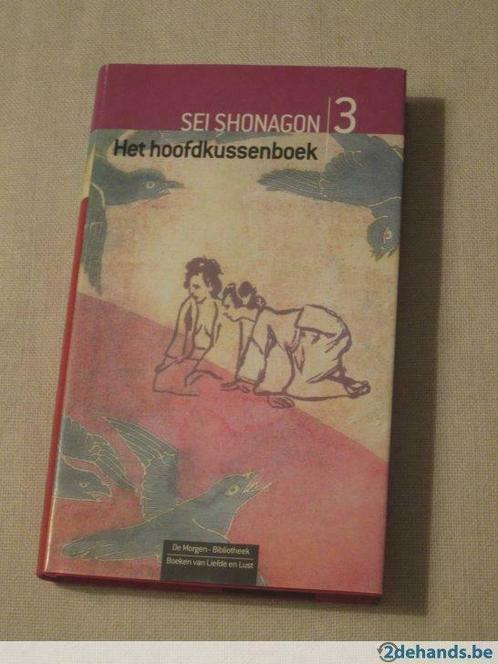 SEI SHONAGON 3
Het hoofdkussenboek
De Morgen - Bibliotheek
Boeken van Liefde en Lust
2dehands.be